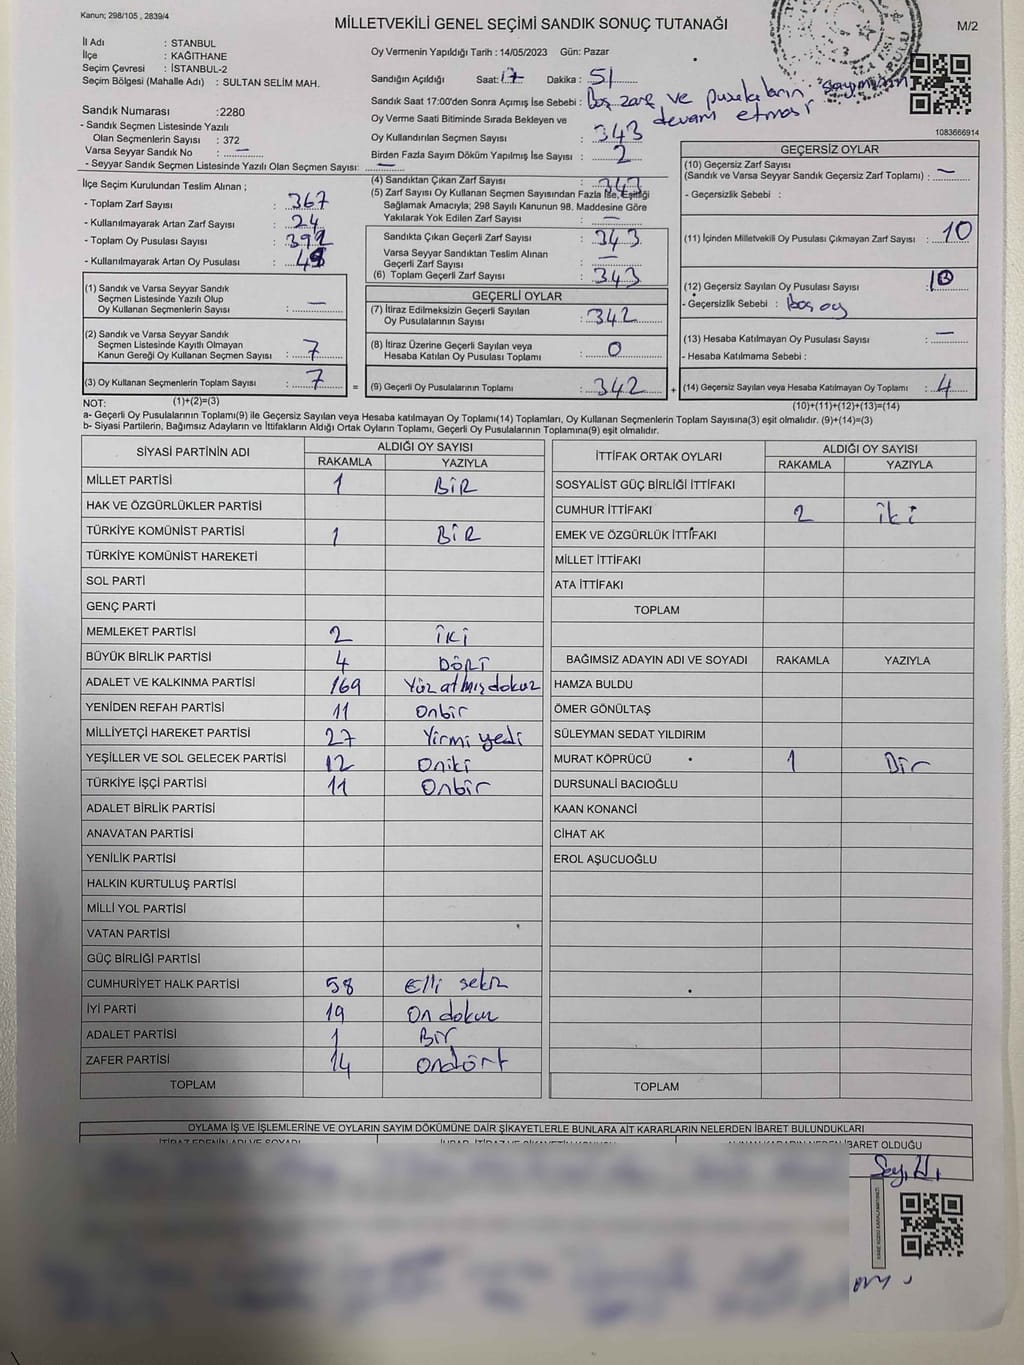 Kanun; 298/105 , 2839/4
MİLLETVEKİLİ GENEL SEÇİMİ SANDIK SONUÇ TUTANAĞI
M/2
İl Adı : STANBUL
İlçe : KAĞITHANE
Seçim Çevresi : İSTANBUL-2
Seçim Bölgesi (Mahalle Adı) : SULTAN SELİM MAH.
Sandık Numarası :2280
- Sandık Seçmen Listesinde Yazılı
Olan Seçmenlerin Sayısı : 372
Varsa Seyyar Sandık No : —
- Seyyar Sandık Seçmen Listesinde Yazılı Olan Seçmen Sayısı: —
Oy Vermenin Yapıldığı Tarih : 14/05/2023 Gün: Pazar
Sandığın Açıldığı Saat: 17 Dakika : 51
Sandık Saat 17:00'den Sonra Açımış İse Sebebi : Boş zarf ve pusulaların sayımının
devam etmesi
Oy Verme Saati Bitiminde Sırada Bekleyen ve
Oy Kullandırılan Seçmen Sayısı : 343
Birden Fazla Sayım Döküm Yapılmış İse Sayısı : 2
1083666914
İlçe Seçim Kurulundan Teslim Alınan ;
- Toplam Zarf Sayısı : 367
- Kullanılmayarak Artan Zarf Sayısı : 24
- Toplam Oy Pusulası Sayısı : 392
- Kullanılmayarak Artan Oy Pusulası :
(1) Sandık ve Varsa Seyyar Sandık
Seçmen Listesinde Yazılı Olup
Oy Kullanan Seçmenlerin Sayısı : —
(2) Sandık ve Varsa Seyyar Sandık
Seçmen Listesinde Kayıtlı Olmayan
Kanun Gereği Oy Kullanan Seçmen Sayısı : 7
(3) Oy Kullanan Seçmenlerin Toplam Sayısı : 7
(1)+(2)=(3)
(4) Sandıktan Çıkan Zarf Sayısı : 343
(5) Zarf Sayısı Oy Kullanan Seçmen Sayısından Fazla İse, Eşitliği
Sağlamak Amacıyla; 298 Sayılı Kanunun 98. Maddesine Göre
Yakılarak Yok Edilen Zarf Sayısı : —
Sandıkta Çıkan Geçerli Zarf Sayısı : 343
Varsa Seyyar Sandıktan Teslim Alınan
Geçerli Zarf Sayısı : —
(6) Toplam Geçerli Zarf Sayısı : 343
GEÇERLİ OYLAR
(7) İtiraz Edilmeksizin Geçerli Sayılan
Oy Pusulalarının Sayısı : 342
(8) İtiraz Üzerine Geçerli Sayılan veya
Hesaba Katılan Oy Pusulası Toplamı : 0
= (9) Geçerli Oy Pusulalarının Toplamı : 342 +
GEÇERSİZ OYLAR
(10) Geçersiz Zarf Sayısı
(Sandık ve Varsa Seyyar Sandık Geçersiz Zarf Toplamı) : —
- Geçersizlik Sebebi :
(11) İçinden Milletvekili Oy Pusulası Çıkmayan Zarf Sayısı : 10
(12) Geçersiz Sayılan Oy Pusulası Sayısı :
- Geçersizlik Sebebi : Boş oy
(13) Hesaba Katılmayan Oy Pusulası Sayısı : —
- Hesaba Katılmama Sebebi :
(14) Geçersiz Sayılan veya Hesaba Katılmayan Oy Toplamı : 4
(10)+(11)+(12)+(13)=(14)
NOT:
a- Geçerli Oy Pusulalarının Toplamı(9) ile Geçersiz Sayılan veya Hesaba katılmayan Oy Toplamı(14) Toplamları, Oy Kullanan Seçmenlerin Toplam Sayısına(3) eşit olmalıdır. (9)+(14)=(3)
b- Siyasi Partilerin, Bağımsız Adayların ve İttifakların Aldığı Ortak Oyların Toplamı, Geçerli Oy Pusulalarının Toplamına(9) eşit olmalıdır.
SİYASİ PARTİNİN ADI ALDIĞI OY SAYISI
RAKAMLA YAZIYLA
MİLLET PARTİSİ 1 BİR
HAK VE ÖZGÜRLÜKLER PARTİSİ
TÜRKİYE KOMÜNİST PARTİSİ 1 BİR
TÜRKİYE KOMÜNİST HAREKETİ
SOL PARTİ
GENÇ PARTİ
MEMLEKET PARTİSİ 2 İKİ
BÜYÜK BİRLİK PARTİSİ 4 DÖRT
ADALET VE KALKINMA PARTİSİ 169 Yüz atmış dokuz
YENİDEN REFAH PARTİSİ 11 Onbir
MİLLİYETÇİ HAREKET PARTİSİ 27 Yirmi yedi
YEŞİLLER VE SOL GELECEK PARTİSİ 12 Oniki
TÜRKİYE İŞÇİ PARTİSİ 11 Onbir
ADALET BİRLİK PARTİSİ
ANAVATAN PARTİSİ
YENİLİK PARTİSİ
HALKIN KURTULUŞ PARTİSİ
MİLLİ YOL PARTİSİ
VATAN PARTİSİ
GÜÇ BİRLİĞİ PARTİSİ
CUMHURİYET HALK PARTİSİ 58 Elli sekiz
İYİ PARTİ 19 On dokuz
ADALET PARTİSİ 1 Bir
ZAFER PARTİSİ 14 Ondört
TOPLAM
İTTİFAK ORTAK OYLARI ALDIĞI OY SAYISI
RAKAMLA YAZIYLA
SOSYALİST GÜÇ BİRLİĞİ İTTİFAKI
CUMHUR İTTİFAKI 2 İki
EMEK VE ÖZGÜRLÜK İTTİFAKI
MİLLET İTTİFAKI
ATA İTTİFAKI
TOPLAM
BAĞIMSIZ ADAYIN ADI VE SOYADI RAKAMLA YAZIYLA
HAMZA BULDU
ÖMER GÖNÜLTAŞ
SÜLEYMAN SEDAT YILDIRIM
MURAT KÖPRÜCÜ 1 Bir
DURSUNALİ BACIOĞLU
KAAN KONANCİ
CİHAT AK
EROL AŞUCUOĞLU
TOPLAM
OYLAMA İŞ VE İŞLEMLERİNE VE OYLARIN SAYIM DÖKÜMÜNE DAİR ŞİKAYETLERLE BUNLARA AİT KARARLARIN NELERDEN İBARET BULUNDUKLARI
İTİRAZ EDENİN ADI VE SOYADI
İBARET OLDUĞU